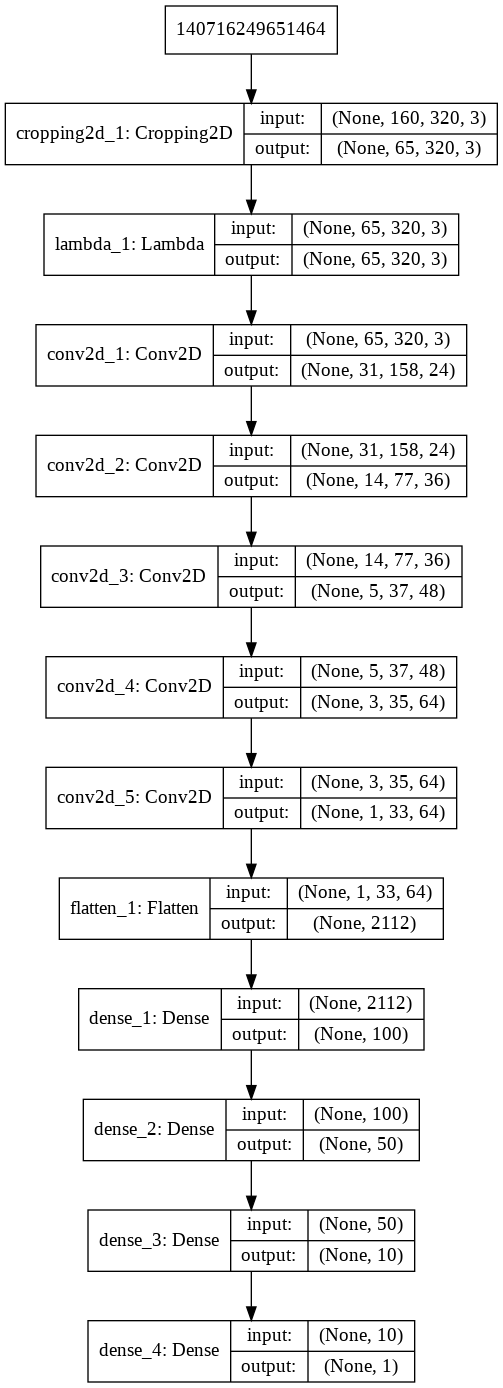 140716249651464
cropping2d_1: Cropping2D
input: (None, 160, 320, 3)
output: (None, 65, 320, 3)
lambda_1: Lambda
input: (None, 65, 320, 3)
output: (None, 65, 320, 3)
conv2d_1: Conv2D
input: (None, 65, 320, 3)
output: (None, 31, 158, 24)
conv2d_2: Conv2D
input: (None, 31, 158, 24)
output: (None, 14, 77, 36)
conv2d_3: Conv2D
input: (None, 14, 77, 36)
output: (None, 5, 37, 48)
conv2d_4: Conv2D
input: (None, 5, 37, 48)
output: (None, 3, 35, 64)
conv2d_5: Conv2D
input: (None, 3, 35, 64)
output: (None, 1, 33, 64)
flatten_1: Flatten
input: (None, 1, 33, 64)
output: (None, 2112)
dense_1: Dense
input: (None, 2112)
output: (None, 100)
dense_2: Dense
input: (None, 100)
output: (None, 50)
dense_3: Dense
input: (None, 50)
output: (None, 10)
dense_4: Dense
input: (None, 10)
output: (None, 1)